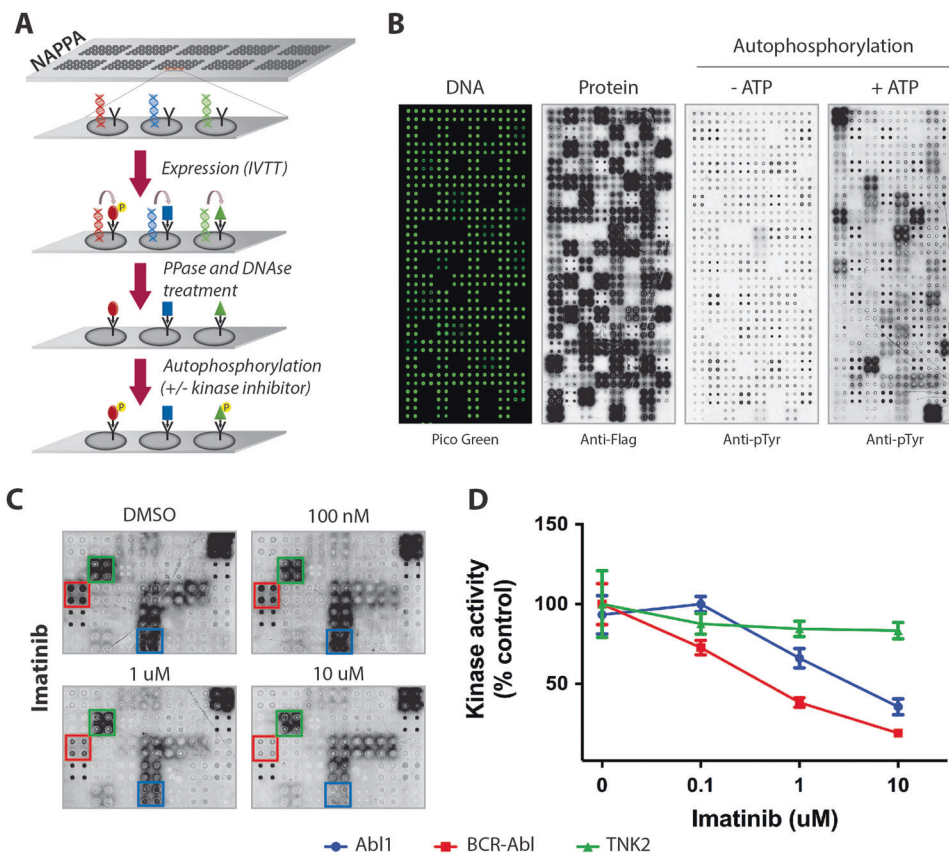 A
NAPPA
Expression (IVTT)
P
PPase and DNAse
treatment
Autophosphorylation
(+/- kinase inhibitor)
P
P
B
Autophosphorylation
DNA
Protein
- ATP
+ ATP
Pico Green
Anti-Flag
Anti-pTyr
Anti-pTyr
C
Imatinib
DMSO
100 nM
1 uM
10 uM
D
Kinase activity
(% control)
150
100
50
0
0.1
1
10
Imatinib (uM)
Abl1
BCR-Abl
TNK2